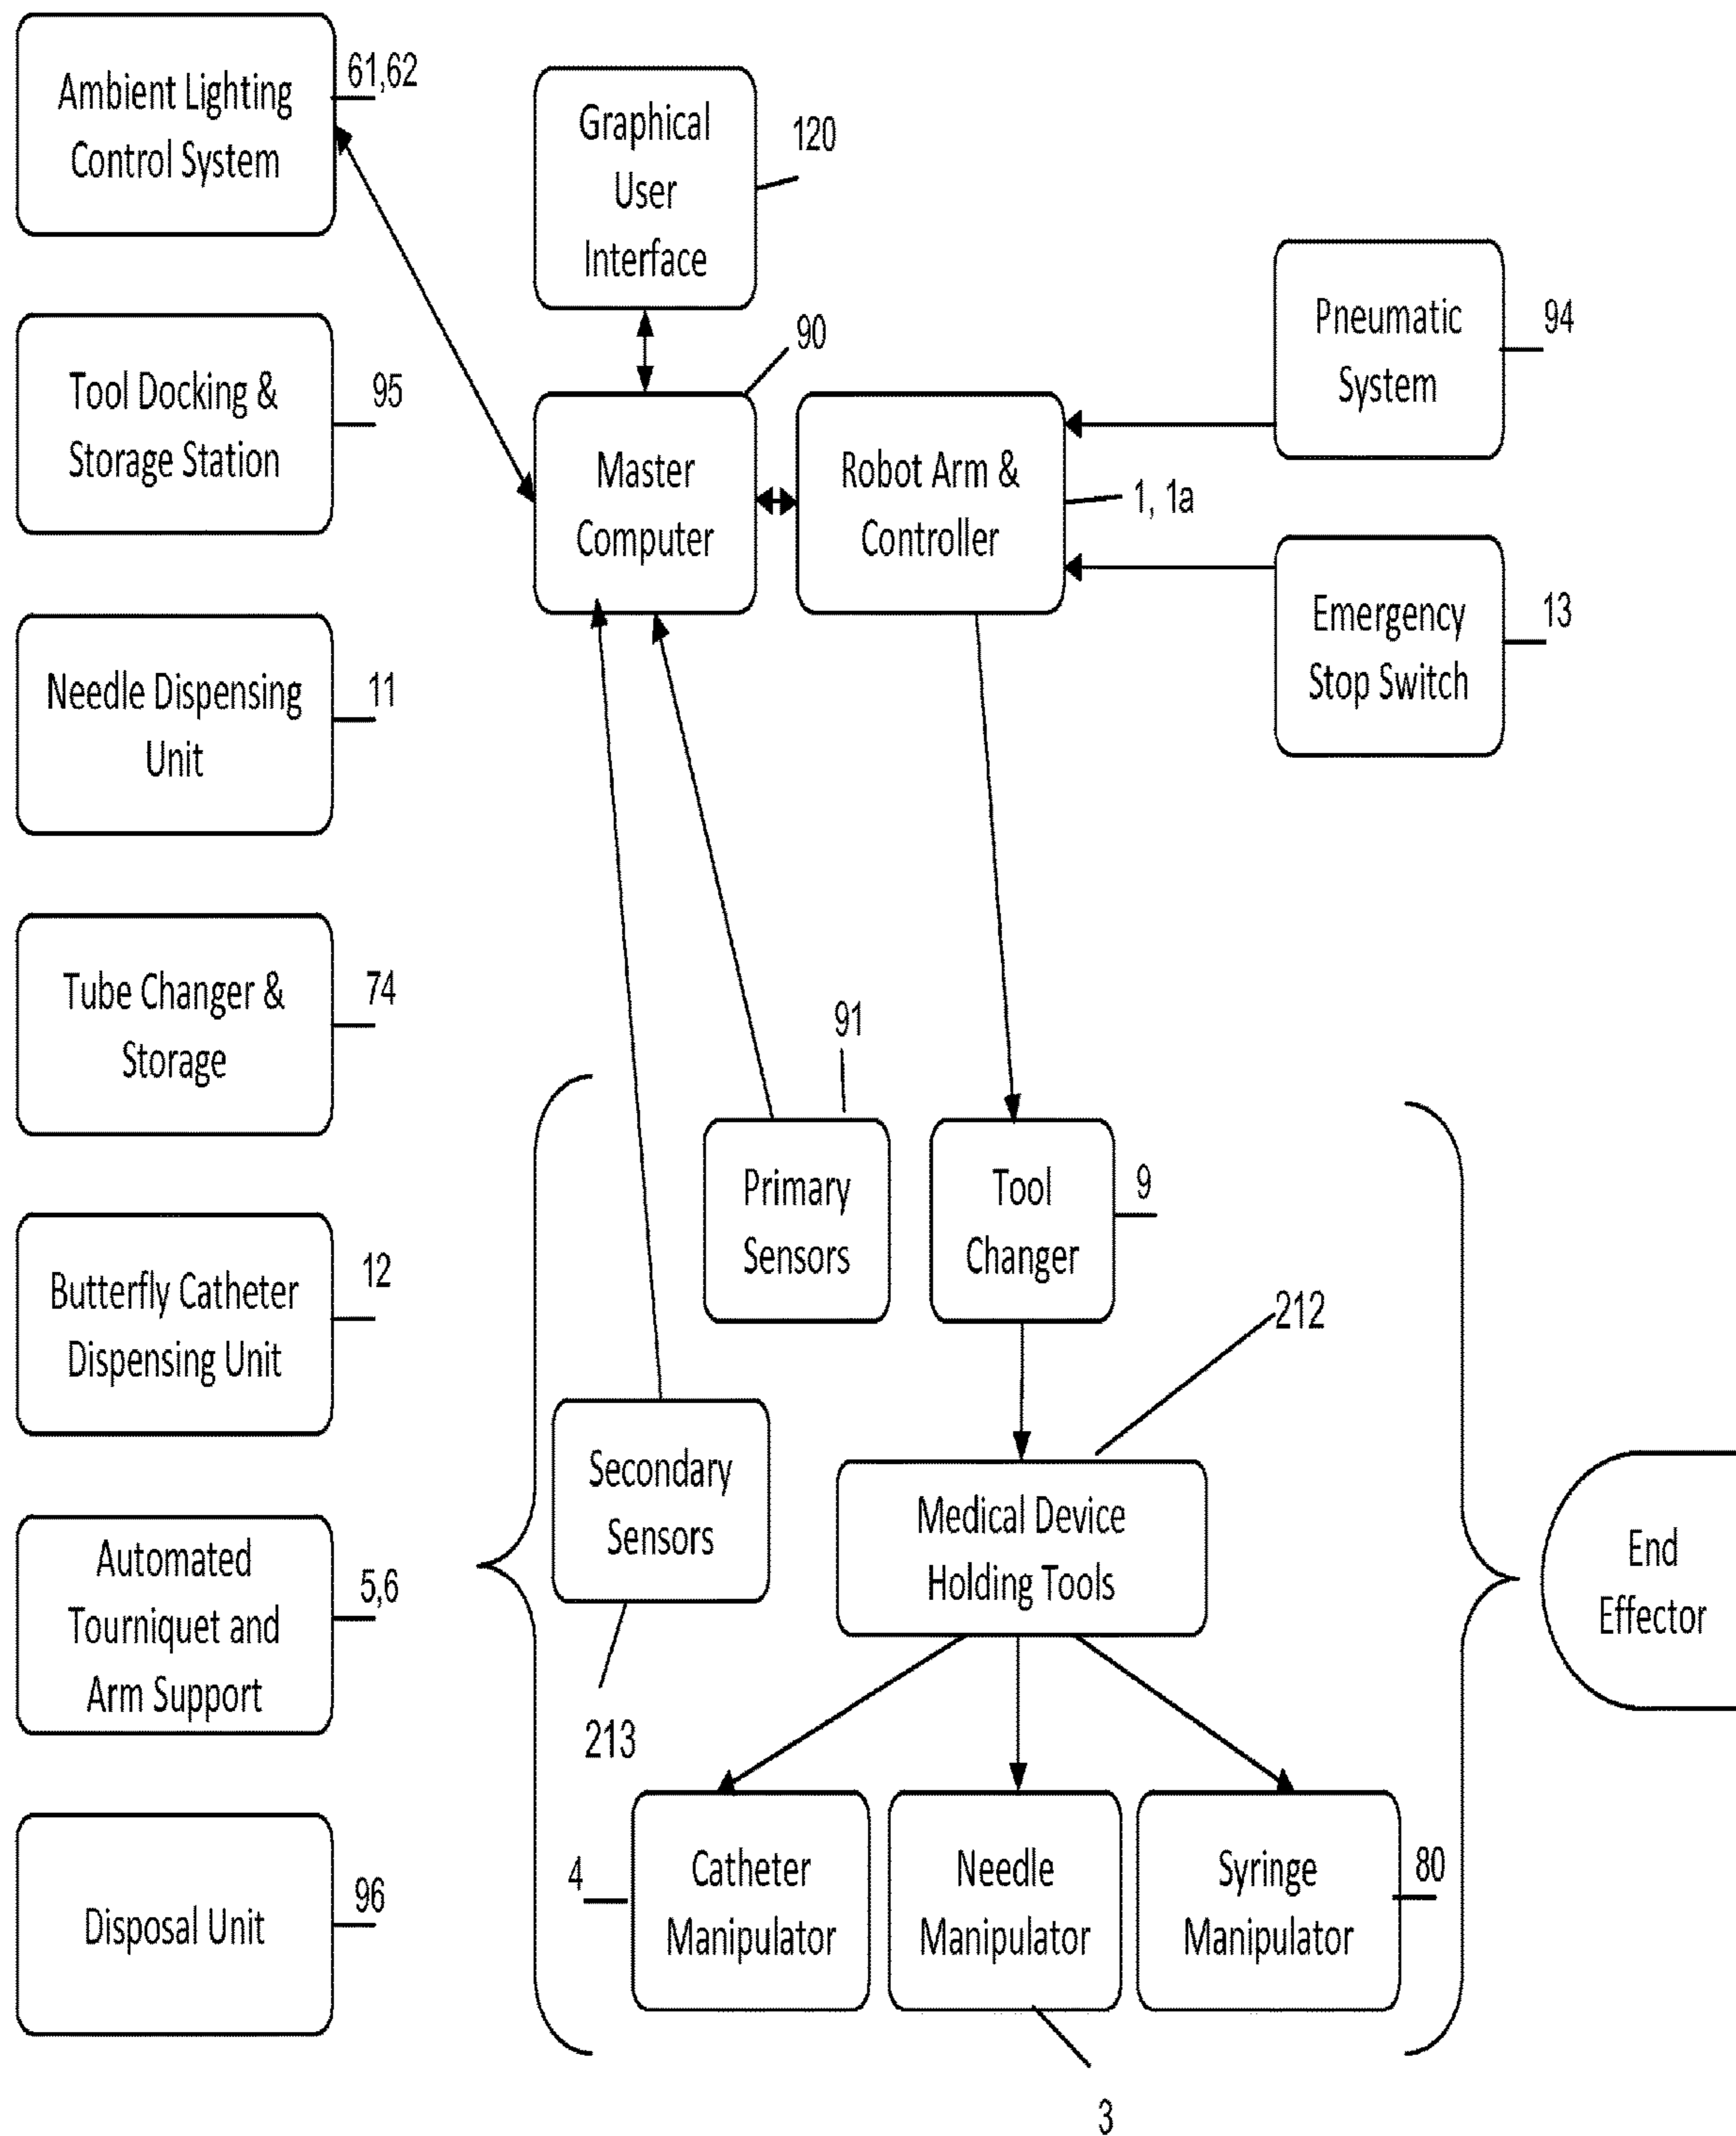 Ambient Lighting
Control System
61,62
Graphical
User
Interface
120
Tool Docking &
Storage Station
95
Master
Computer
90
Robot Arm &
Controller
1, 1a
Pneumatic
System
94
Emergency
Stop Switch
13
Needle Dispensing
Unit
11
Tube Changer &
Storage
74
Primary
Sensors
91
Tool
Changer
9
Butterfly Catheter
Dispensing Unit
12
Secondary
Sensors
213
Medical Device
Holding Tools
212
End
Effector
Automated
Tourniquet and
Arm Support
5,6
Disposal Unit
96
4
Catheter
Manipulator
Needle
Manipulator
3
Syringe
Manipulator
80